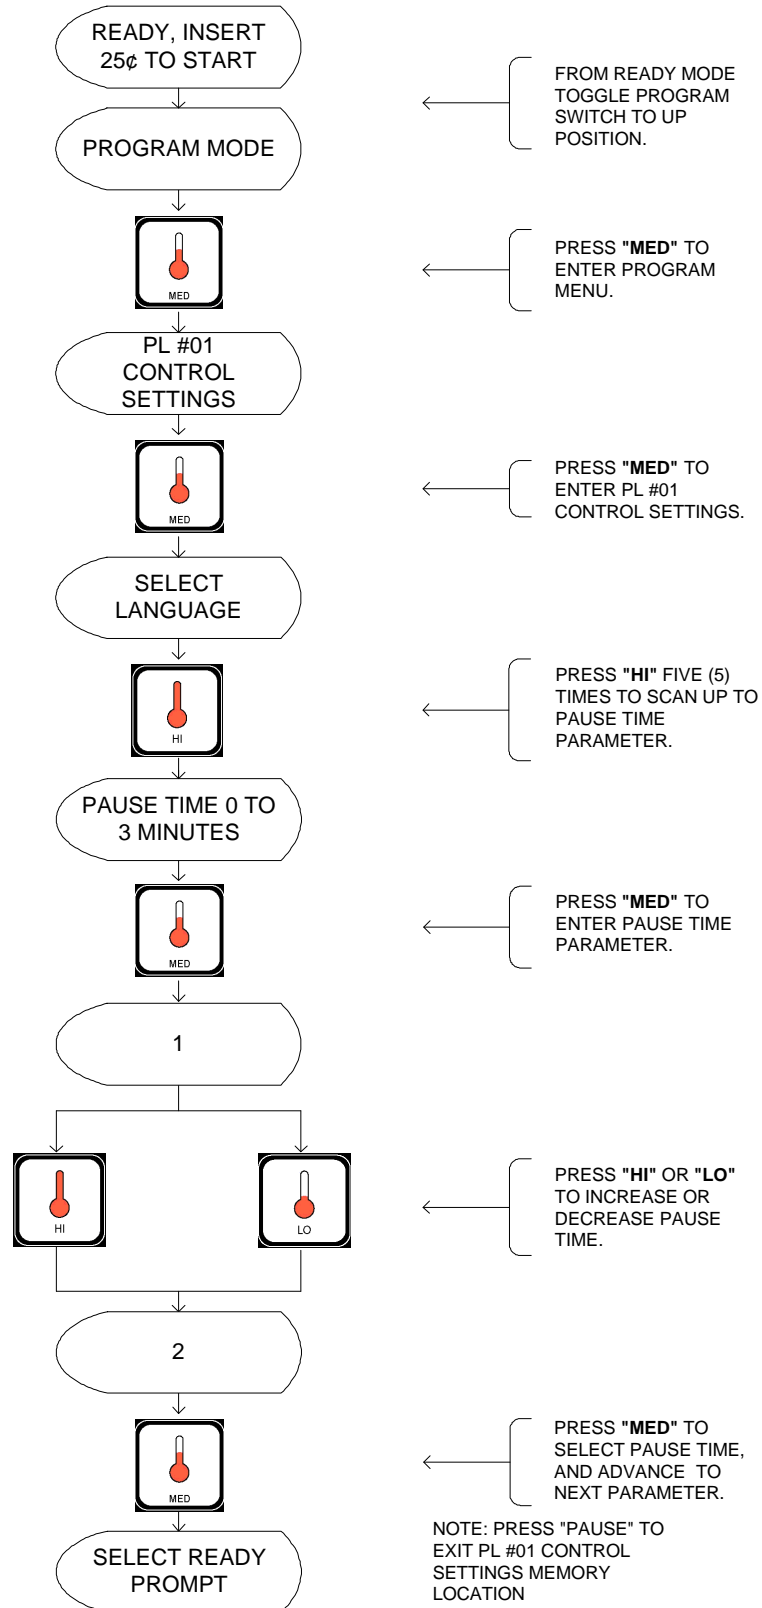 READY, INSERT
25¢ TO START
FROM READY MODE
TOGGLE PROGRAM
SWITCH TO UP
POSITION.
PROGRAM MODE
MED
PRESS "MED" TO
ENTER PROGRAM
MENU.
PL #01
CONTROL
SETTINGS
MED
PRESS "MED" TO
ENTER PL #01
CONTROL SETTINGS.
SELECT
LANGUAGE
HI
PRESS "HI" FIVE (5)
TIMES TO SCAN UP TO
PAUSE TIME
PARAMETER.
PAUSE TIME 0 TO
3 MINUTES
MED
PRESS "MED" TO
ENTER PAUSE TIME
PARAMETER.
1
HI
LO
PRESS "HI" OR "LO"
TO INCREASE OR
DECREASE PAUSE
TIME.
2
MED
PRESS "MED" TO
SELECT PAUSE TIME,
AND ADVANCE TO
NEXT PARAMETER.
SELECT READY
PROMPT
NOTE: PRESS "PAUSE" TO
EXIT PL #01 CONTROL
SETTINGS MEMORY
LOCATION